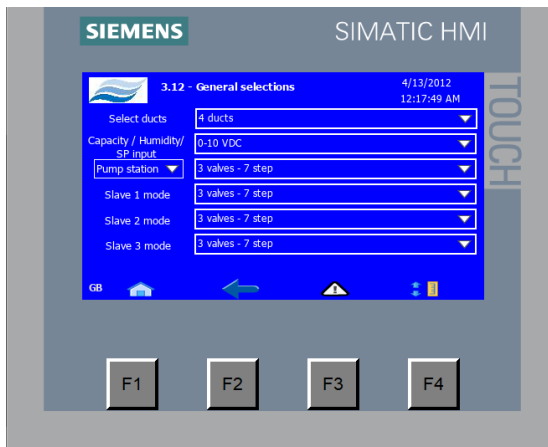 SIEMENS
SIMATIC HMI
TOUCH
3.12 - General selections
4/13/2012
12:17:49 AM
Select ducts
4 ducts
Capacity / Humidity/
SP input
0-10 VDC
Pump station
3 valves - 7 step
Slave 1 mode
3 valves - 7 step
Slave 2 mode
3 valves - 7 step
Slave 3 mode
3 valves - 7 step
GB
F1
F2
F3
F4